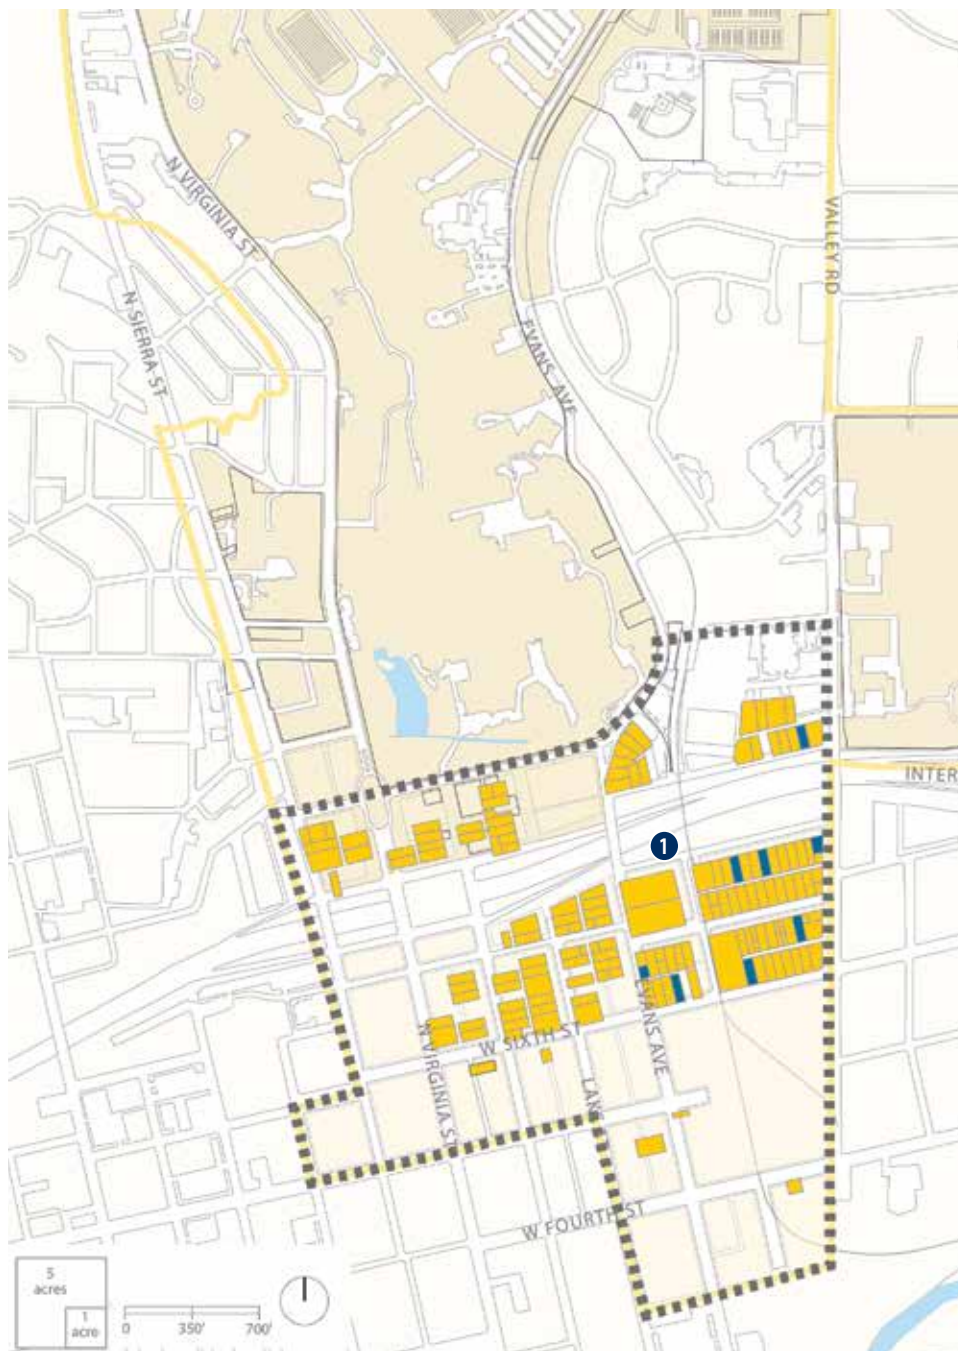 N VIRGINIA ST
VALLEY RD
N SIERRA ST
EVANS AVE
INTER
1
EVANS AVE
N VIRGINIA ST
W SIXTH ST
LAKE
W FOURTH ST
5
acres
1
acre
0 350' 700'